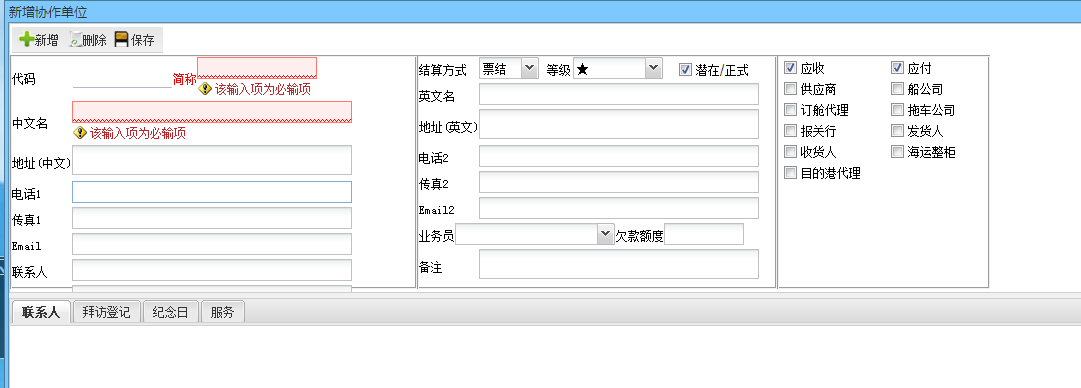 新增协作单位
新增 删除 保存
代码 简称
该输入项为必输项
中文名
该输入项为必输项
地址(中文)
电话1
传真1
Email
联系人
结算方式 票结 等级 ★ 潜在/正式
英文名
地址(英文)
电话2
传真2
Email2
业务员 欠款额度
备注
应收 应付
供应商 船公司
订舱代理 拖车公司
报关行 发货人
收货人 海运整柜
目的港代理
联系人 拜访登记 纪念日 服务